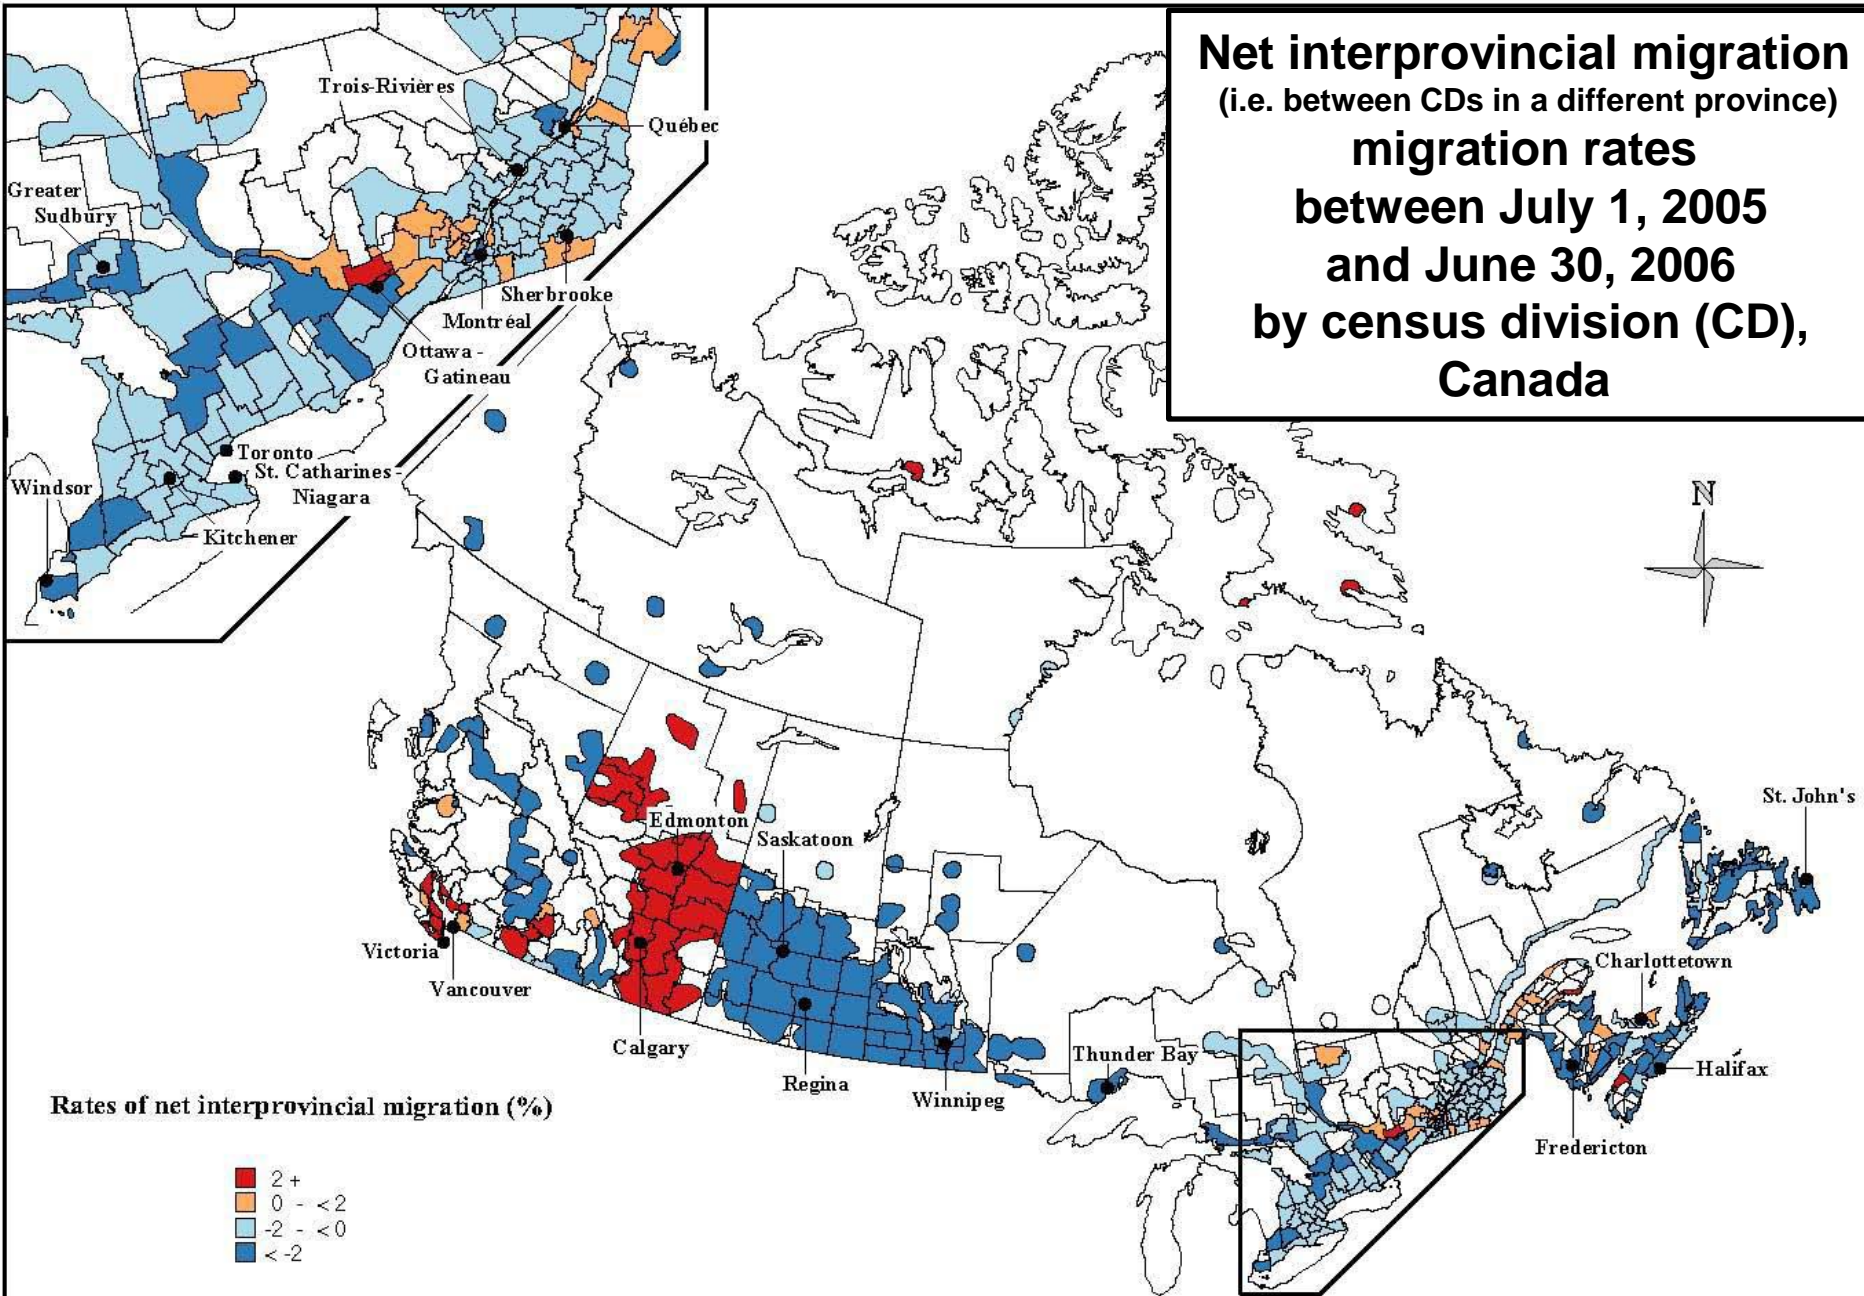 Net interprovincial migration
(i.e. between CDs in a different province)
migration rates
between July 1, 2005
and June 30, 2006
by census division (CD),
Canada
Trois-Rivières
Québec
Greater
Sudbury
Sherbrooke
Montréal
Ottawa -
Gatineau
Toronto
St. Catharines -
Niagara
Windsor
Kitchener
N
St. John's
Edmonton
Saskatoon
Victoria
Vancouver
Charlottetown
Calgary
Regina
Winnipeg
Thunder Bay
Halifax
Fredericton
Rates of net interprovincial migration (%)
2 +
0 - < 2
-2 - < 0
< -2